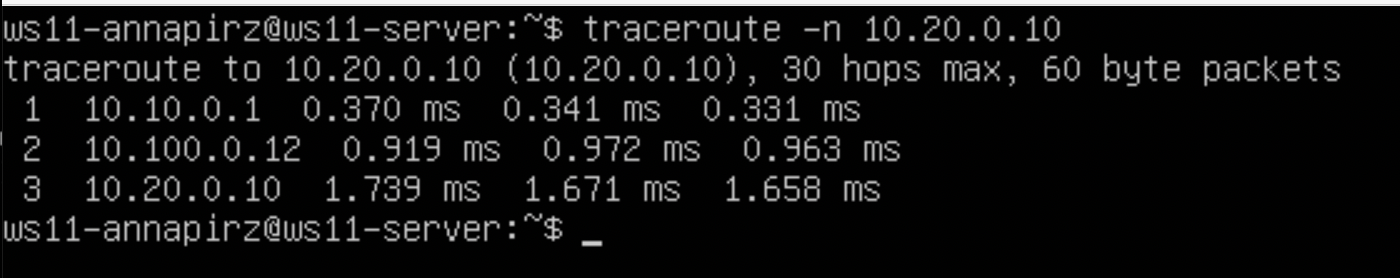 ws11-annapirz@ws11-server:~$ traceroute -n 10.20.0.10
traceroute to 10.20.0.10 (10.20.0.10), 30 hops max, 60 byte packets
 1  10.10.0.1  0.370 ms  0.341 ms  0.331 ms
 2  10.100.0.12  0.919 ms  0.972 ms  0.963 ms
 3  10.20.0.10  1.739 ms  1.671 ms  1.658 ms
ws11-annapirz@ws11-server:~$ _